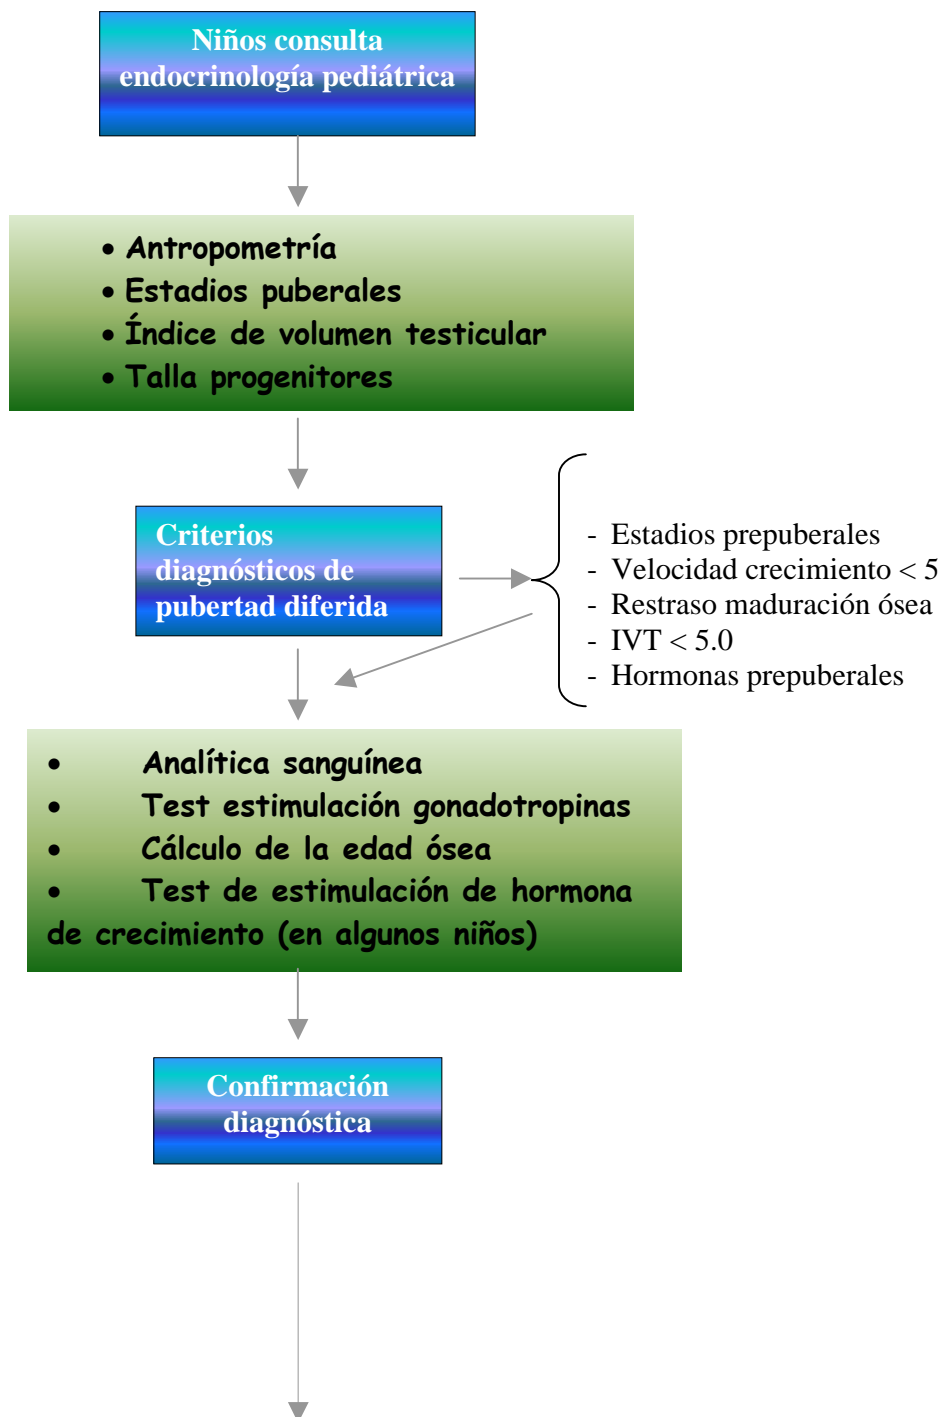 Niños consulta
endocrinología pediátrica
• Antropometría
• Estadios puberales
• Índice de volumen testicular
• Talla progenitores
Criterios
diagnósticos de
pubertad diferida
- Estadios prepuberales
- Velocidad crecimiento < 5
- Restraso maduración ósea
- IVT < 5.0
- Hormonas prepuberales
• Analítica sanguínea
• Test estimulación gonadotropinas
• Cálculo de la edad ósea
• Test de estimulación de hormona
de crecimiento (en algunos niños)
Confirmación
diagnóstica